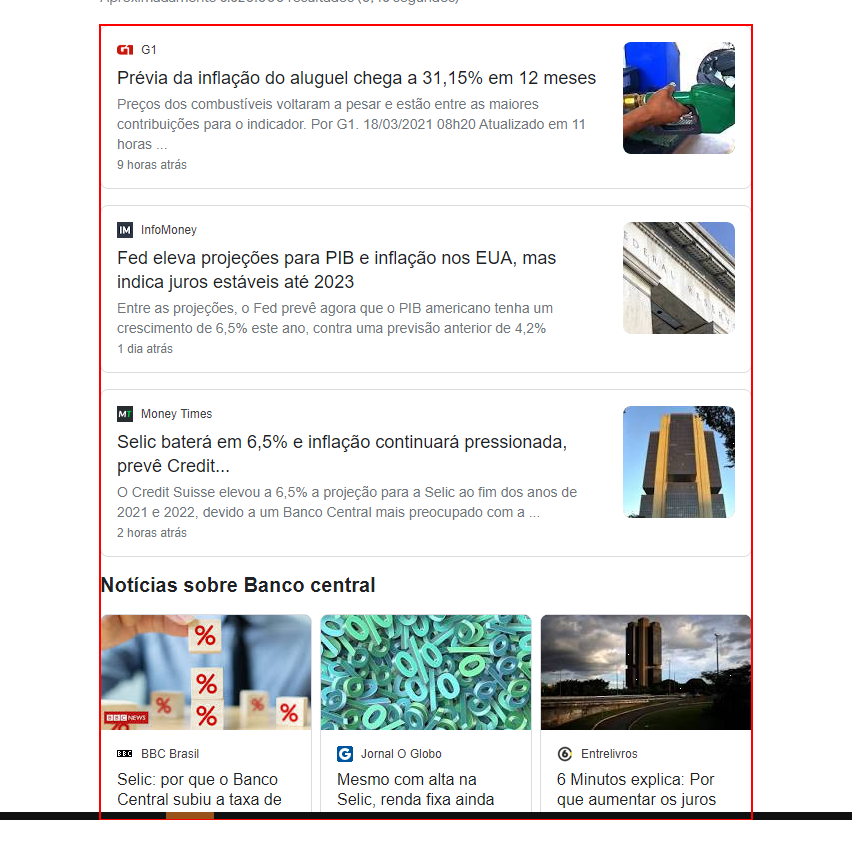 G1 G1
Prévia da inflação do aluguel chega a 31,15% em 12 meses
Preços dos combustíveis voltaram a pesar e estão entre as maiores
contribuições para o indicador. Por G1. 18/03/2021 08h20 Atualizado em 11
horas ...
9 horas atrás
IM InfoMoney
Fed eleva projeções para PIB e inflação nos EUA, mas
indica juros estáveis até 2023
Entre as projeções, o Fed prevê agora que o PIB americano tenha um
crescimento de 6,5% este ano, contra uma previsão anterior de 4,2%
1 dia atrás
EDERAL RESERV
MT Money Times
Selic baterá em 6,5% e inflação continuará pressionada,
prevê Credit...
O Credit Suisse elevou a 6,5% a projeção para a Selic ao fim dos anos de
2021 e 2022, devido a um Banco Central mais preocupado com a ...
2 horas atrás
Notícias sobre Banco central
%
%
% % % %
BBC NEWS %
BBC BBC Brasil
Selic: por que o Banco
Central subiu a taxa de
G Jornal O Globo
Mesmo com alta na
Selic, renda fixa ainda
6 Entrelivros
6 Minutos explica: Por
que aumentar os juros